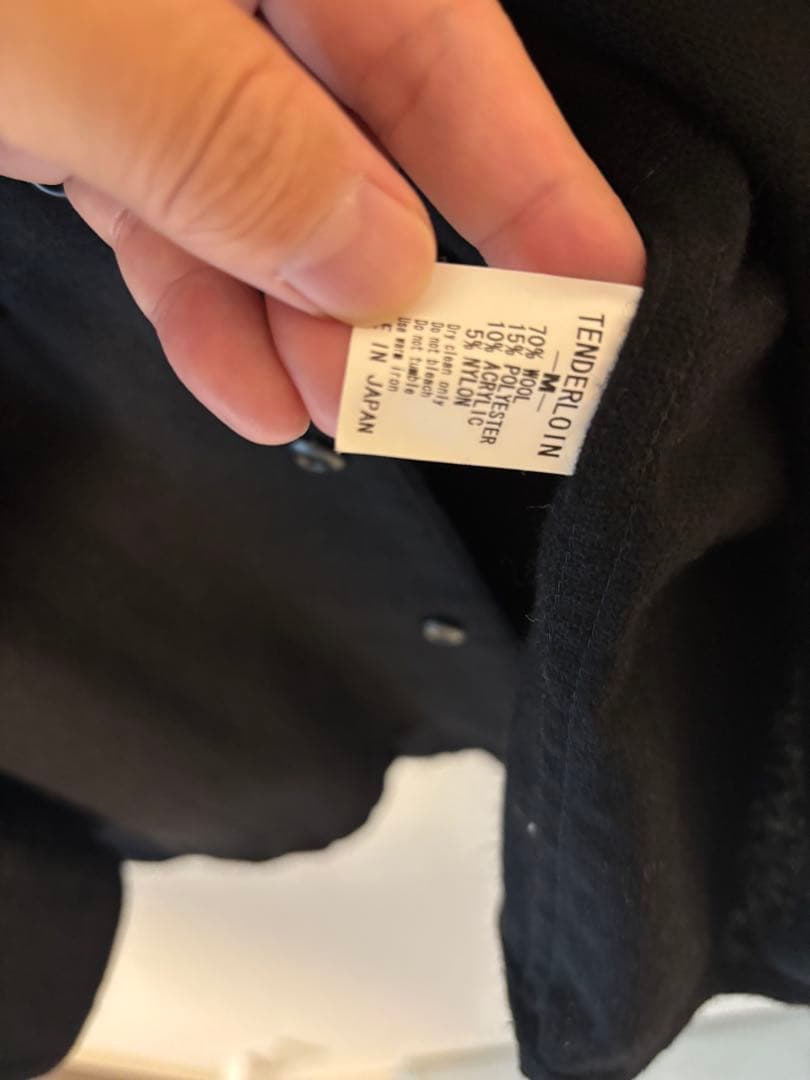 TENDERLOIN
—M—
70% WOOL
15% POLYESTER
10% ACRYLIC
5% NYLON
Dry clean only
Do not bleach
Do not tumble
Use warm iron
IN JAPAN